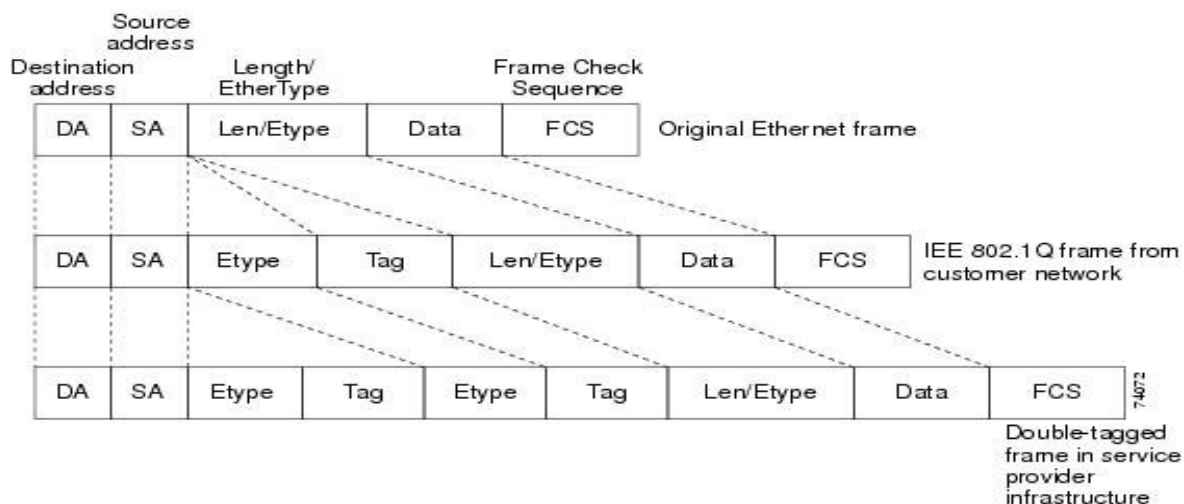 Source
address
Destination
address
Length/
EtherType
Frame Check
Sequence
DA SA Len/Etype Data FCS Original Ethernet frame
DA SA Etype Tag Len/Etype Data FCS IEE 802.1Q frame from
customer network
DA SA Etype Tag Etype Tag Len/Etype Data FCS 74072
Double-tagged
frame in service
provider
infrastructure